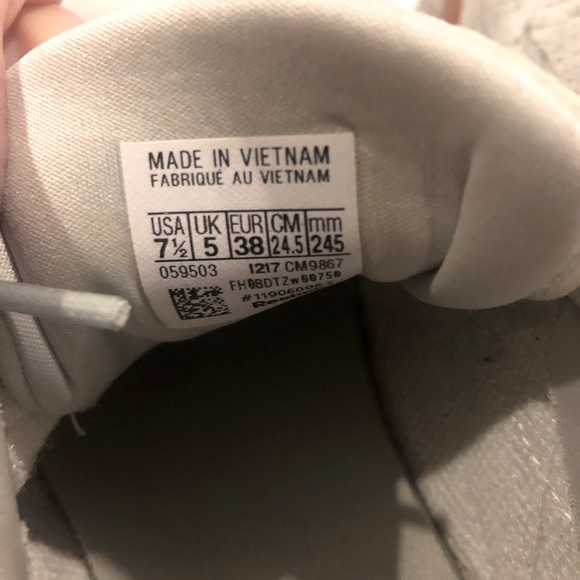 MADE IN VIETNAM
FABRIQUÉ AU VIETNAM
USA UK EUR CM mm
7½ 5 38 24.5 245
059503 1217 CM9867
FH0BDTZW00750
Reebok